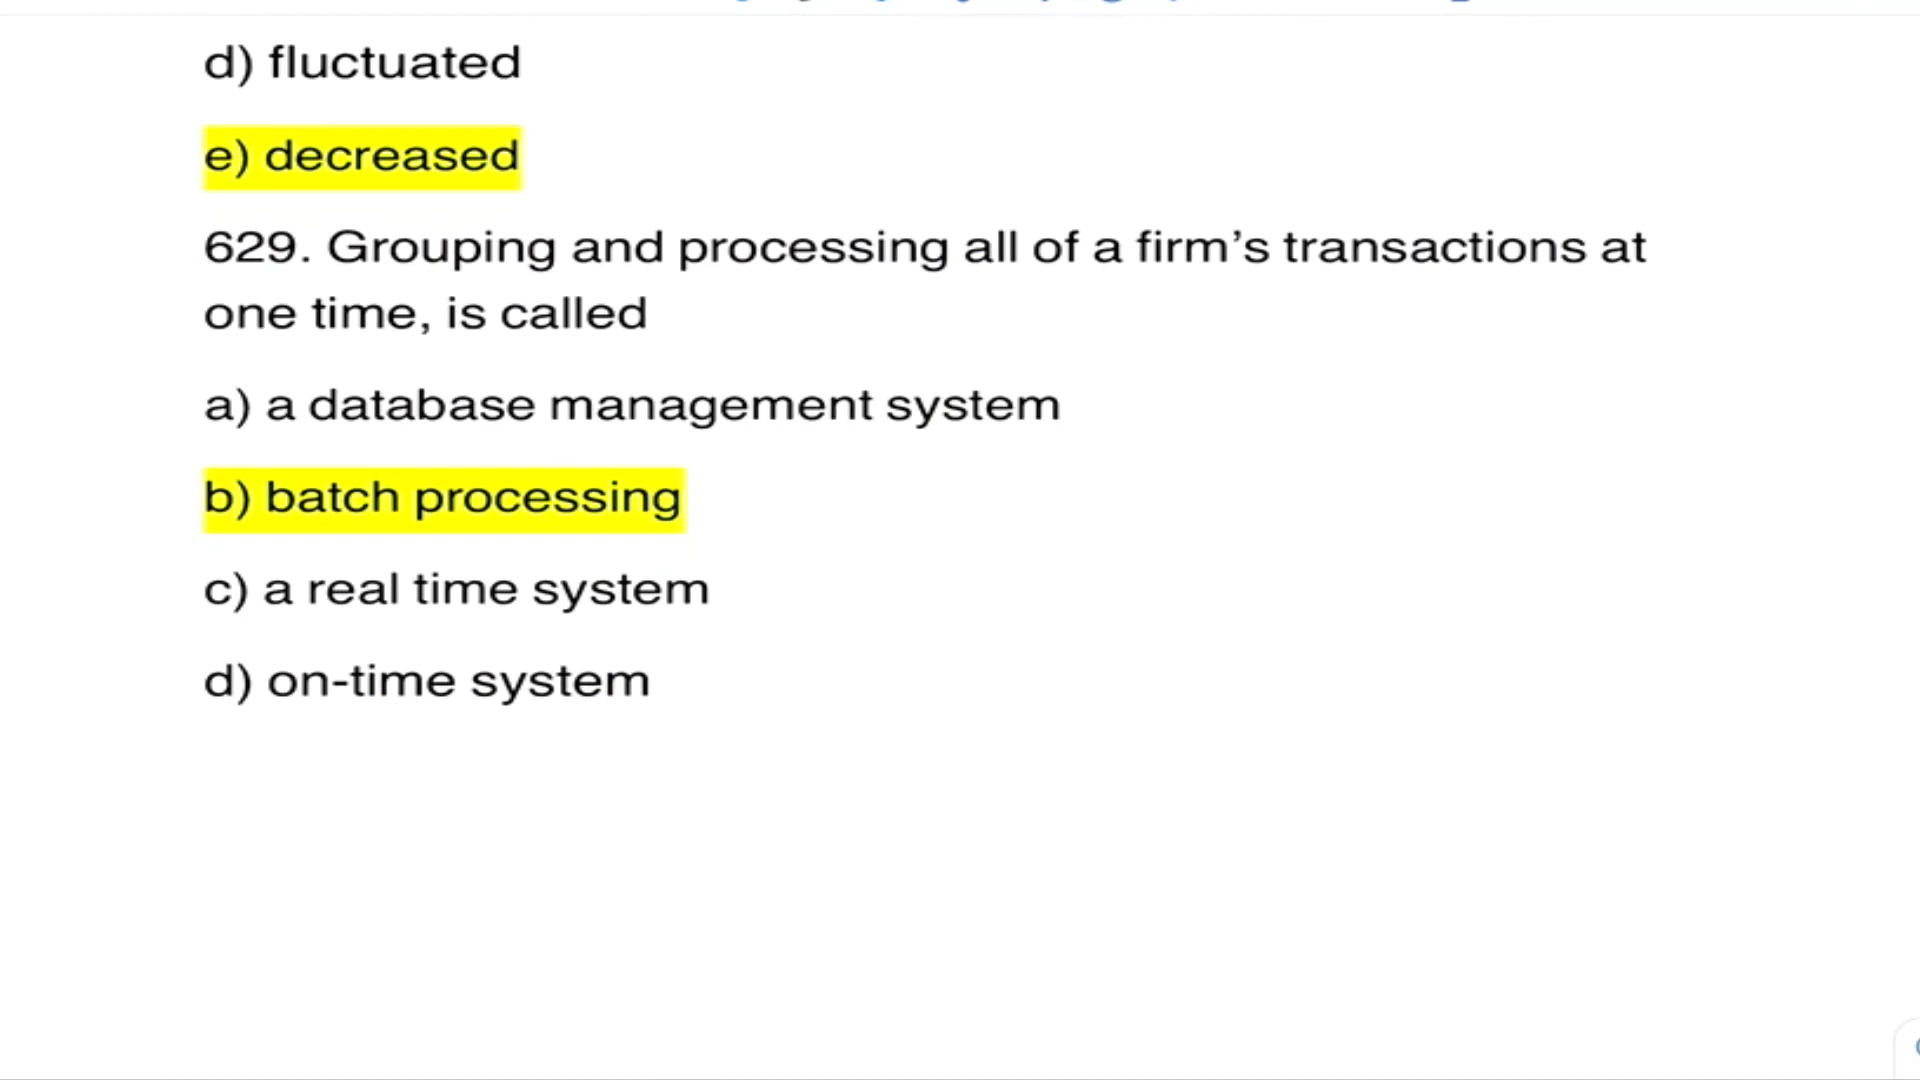 d) fluctuated
e) decreased
629. Grouping and processing all of a firm’s transactions at
one time, is called
a) a database management system
b) batch processing
c) a real time system
d) on-time system